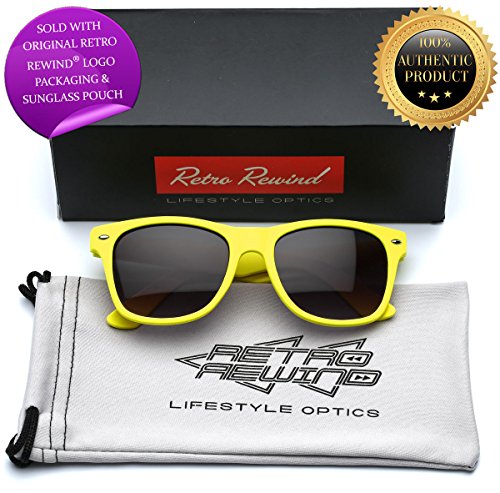 SOLD WITH
ORIGINAL RETRO
REWIND® LOGO
PACKAGING &
SUNGLASS POUCH
100%
AUTHENTIC
PRODUCT
Retro Rewind
LIFESTYLE OPTICS
RETRO
REWIND
LIFESTYLE OPTICS